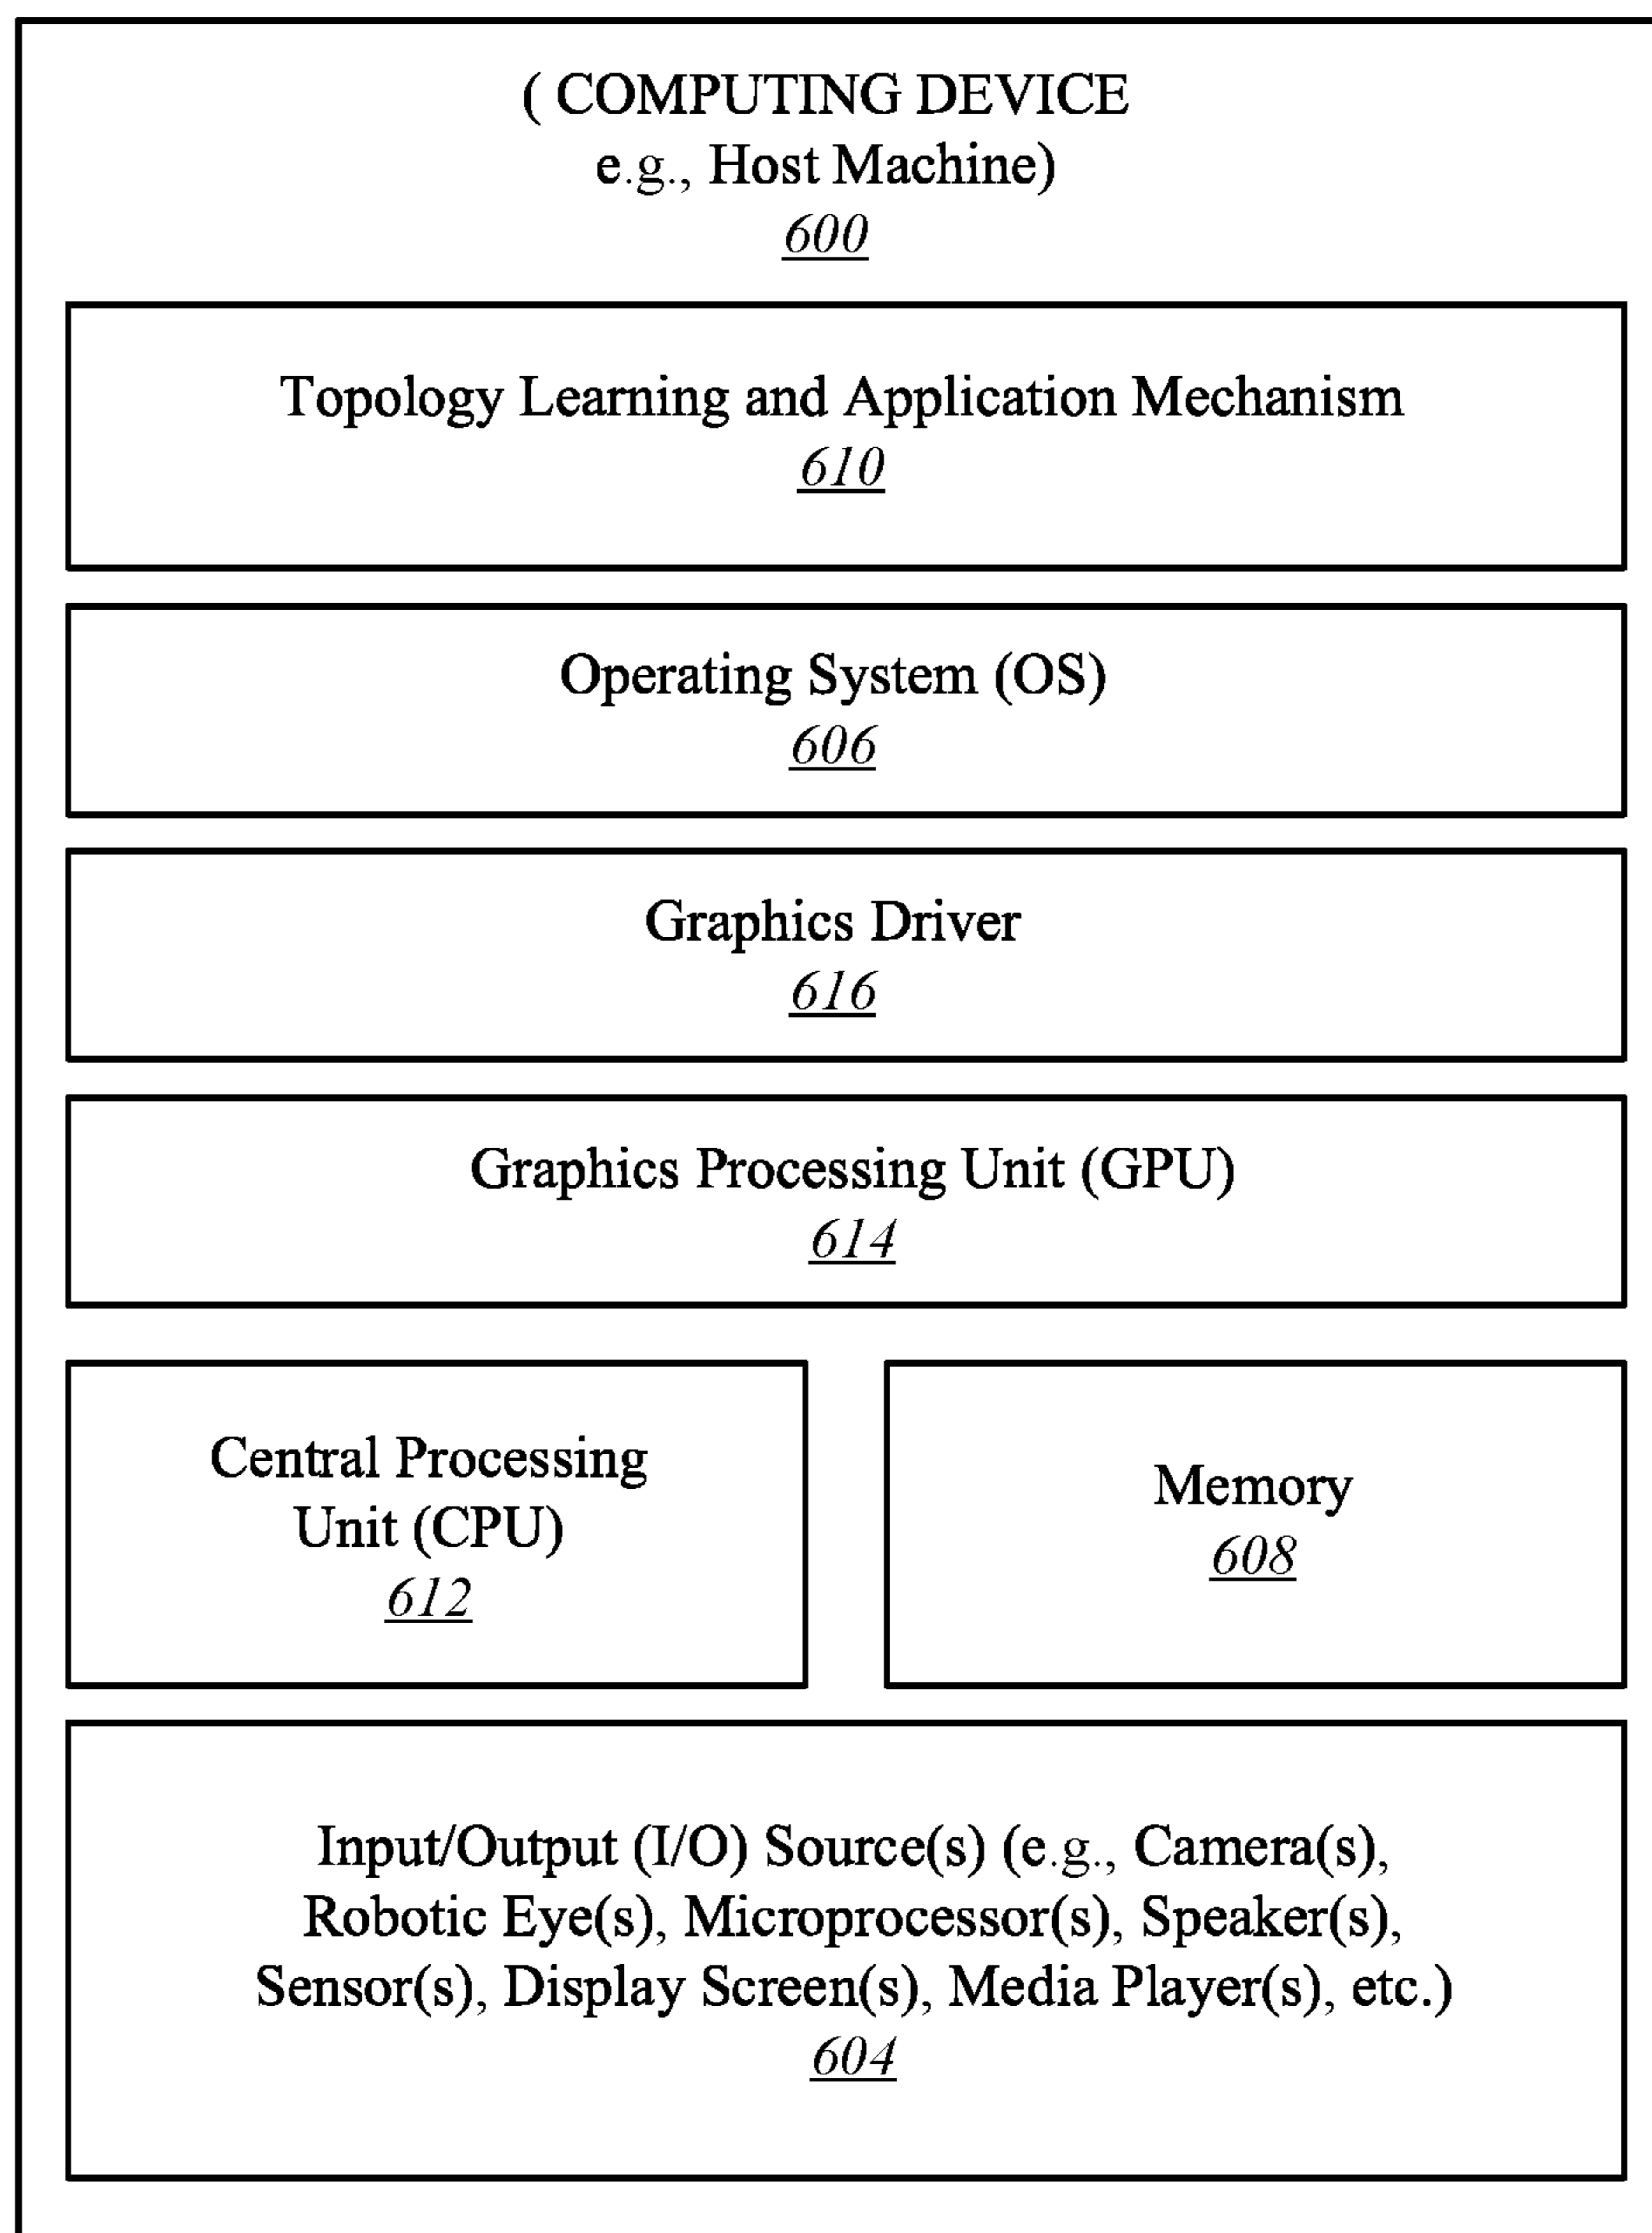 ( COMPUTING DEVICE
e.g., Host Machine)
600
Topology Learning and Application Mechanism
610
Operating System (OS)
606
Graphics Driver
616
Graphics Processing Unit (GPU)
614
Central Processing
Unit (CPU)
612
Memory
608
Input/Output (I/O) Source(s) (e.g., Camera(s),
Robotic Eye(s), Microprocessor(s), Speaker(s),
Sensor(s), Display Screen(s), Media Player(s), etc.)
604